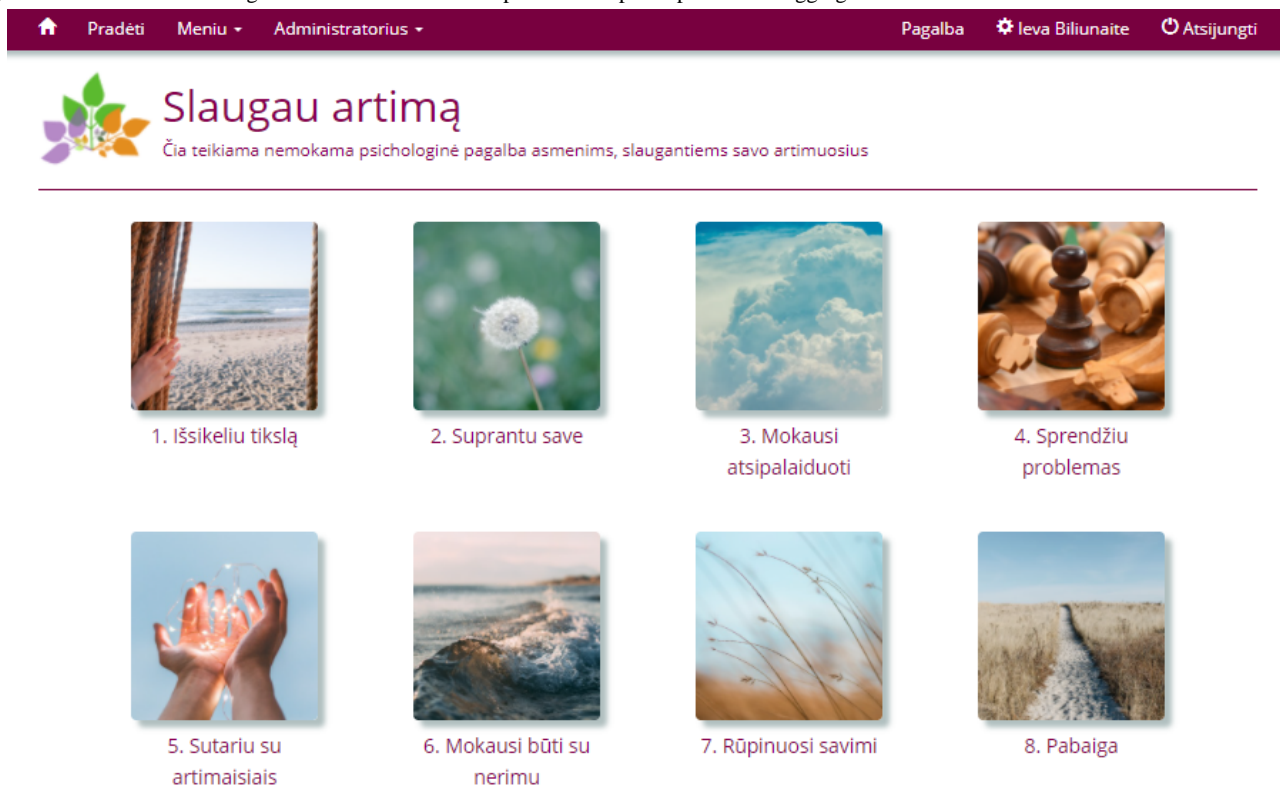 Pradėti Meniu Administratorius Pagalba Ieva Biliunaite Atsijungti
Slaugau artimą
Čia teikiama nemokama psichologinė pagalba asmenims, slaugantiems savo artimuosius
1. Išsikeliu tikslą 2. Suprantu save 3. Mokausi 4. Sprendžiu
atsipalaiduoti problemas
5. Sutariu su 6. Mokausi būti su 7. Rūpinuosi savimi 8. Pabaiga
artimaisiais nerimu